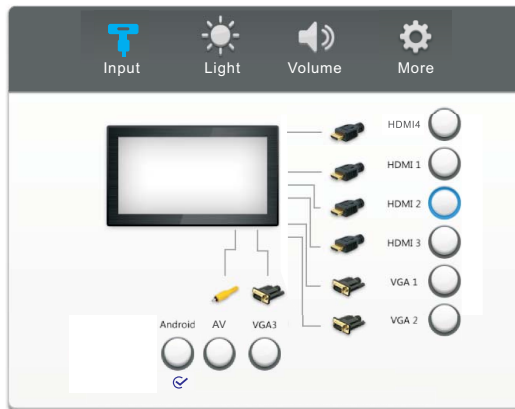 Input Light Volume More
HDMI4
HDMI 1
HDMI 2
HDMI 3
VGA 1
VGA 2
Android AV VGA3